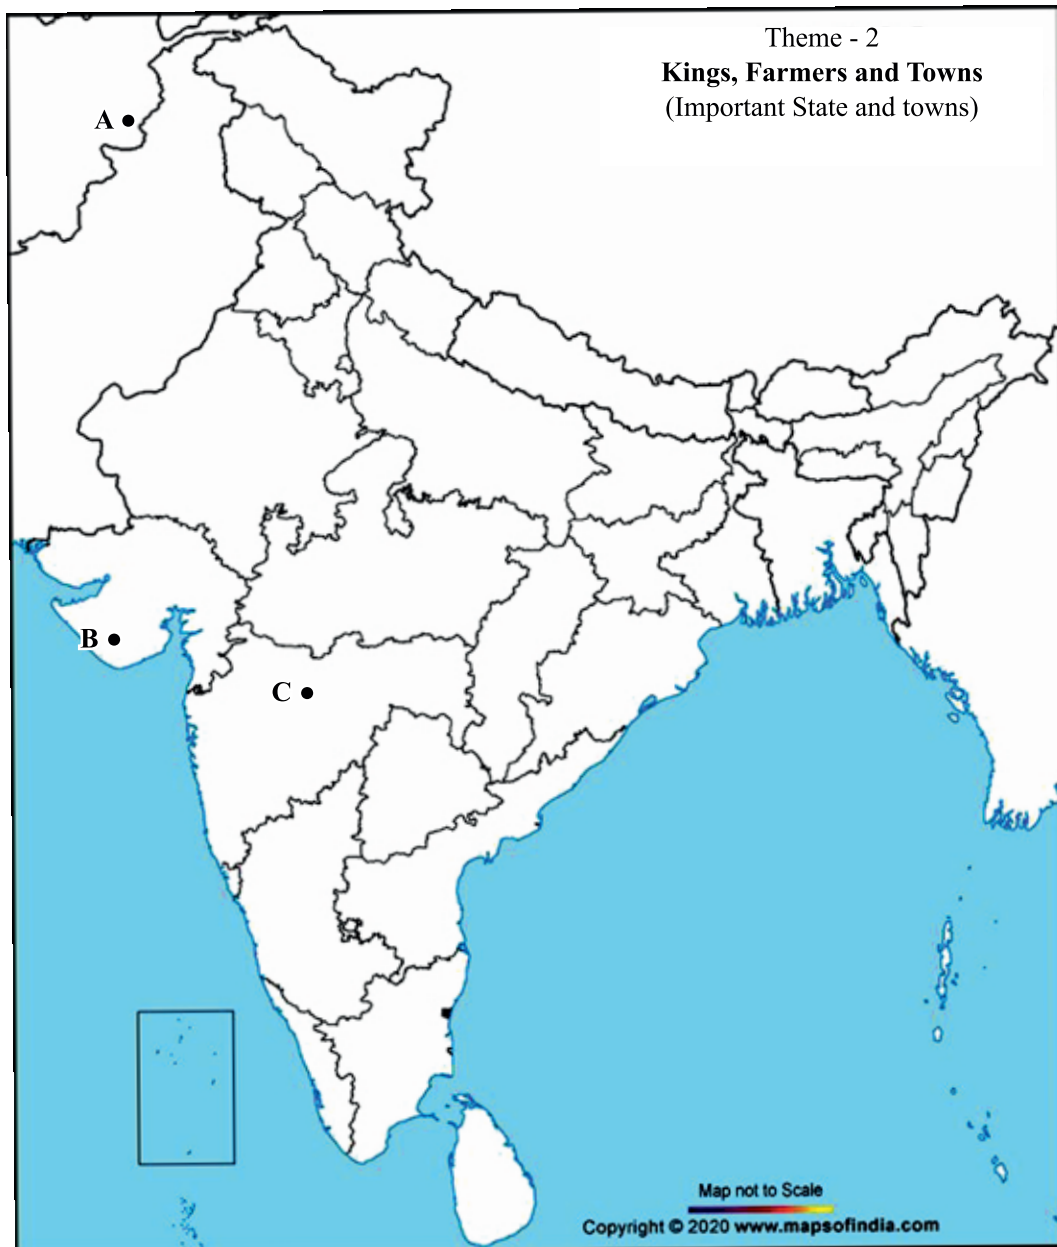 Theme - 2
Kings, Farmers and Towns
(Important State and towns)
A
B
C
Map not to Scale
Copyright © 2020 www.mapsofindia.com